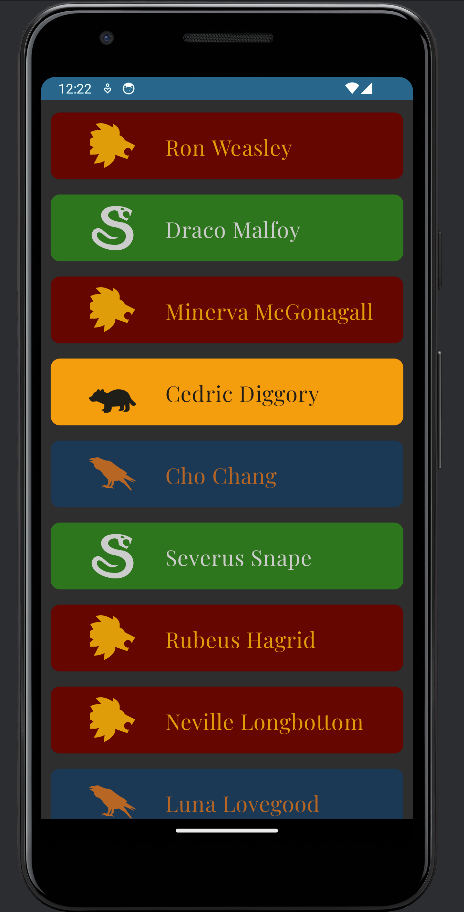 12:22
Ron Weasley
Draco Malfoy
Minerva McGonagall
Cedric Diggory
Cho Chang
Severus Snape
Rubeus Hagrid
Neville Longbottom
Luna Lovegood